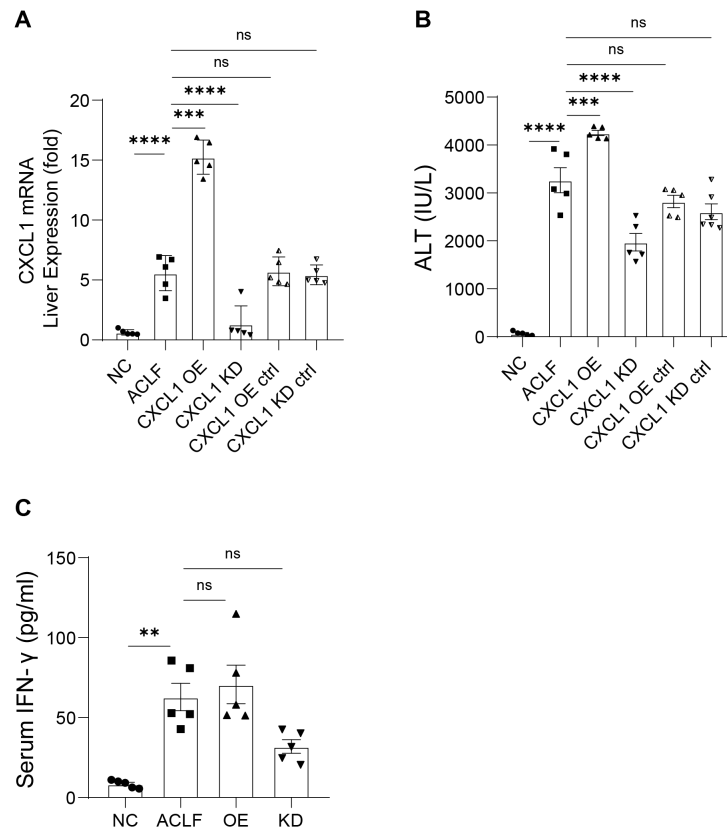 A
ns
ns
****
***
****
CXCL1 mRNA
Liver Expression (fold)
20
15
10
5
0
NC
ACLF
CXCL1 OE
CXCL1 KD
CXCL1 OE ctrl
CXCL1 KD ctrl
B
ns
ns
****
***
****
ALT (IU/L)
5000
4000
3000
2000
1000
0
NC
ACLF
CXCL1 OE
CXCL1 KD
CXCL1 OE ctrl
CXCL1 KD ctrl
C
ns
ns
**
Serum IFN- γ (pg/ml)
150
100
50
0
NC
ACLF
OE
KD